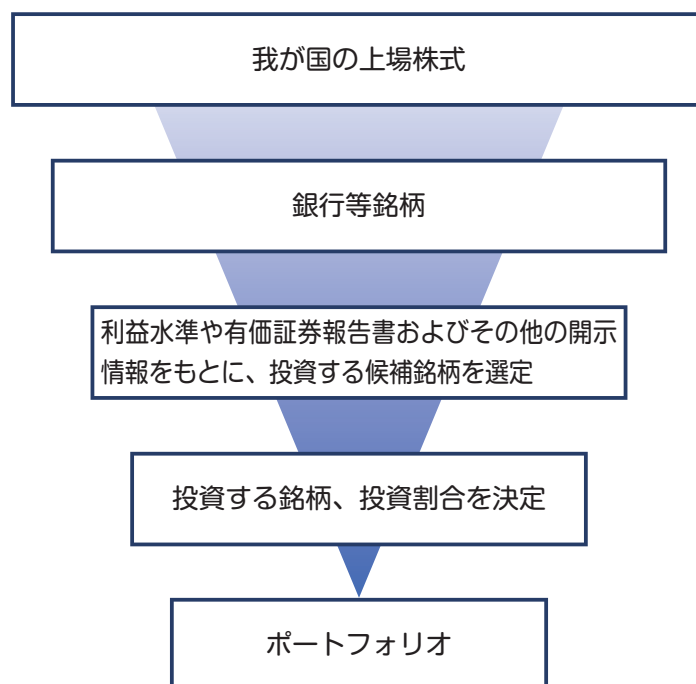 我が国の上場株式
銀行等銘柄
利益水準や有価証券報告書およびその他の開示
情報をもとに、投資する候補銘柄を選定
投資する銘柄、投資割合を決定
ポートフォリオ